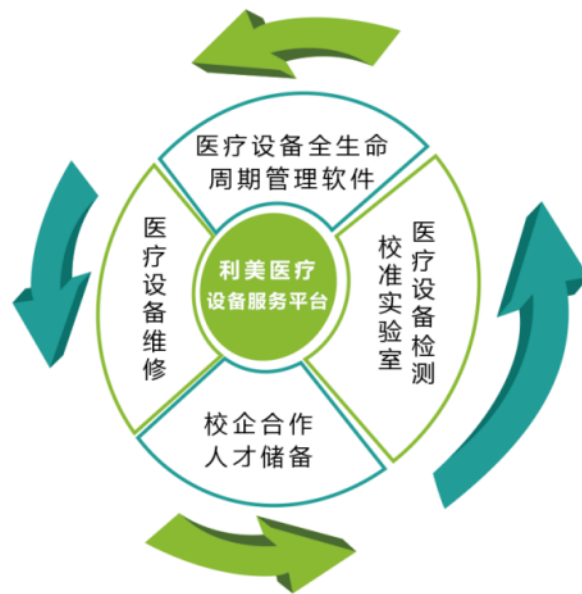 医疗设备全生命
周期管理软件
医疗设备维修
利美医疗
设备服务平台
医疗设备检测
校准实验室
校企合作
人才储备